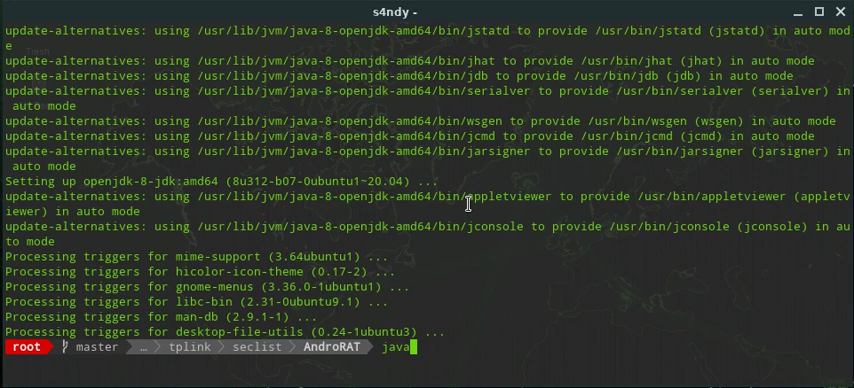 s4ndy -
update-alternatives: using /usr/lib/jvm/java-8-openjdk-amd64/bin/jstatd to provide /usr/bin/jstatd (jstatd) in auto mod
e
update-alternatives: using /usr/lib/jvm/java-8-openjdk-amd64/bin/jhat to provide /usr/bin/jhat (jhat) in auto mode
update-alternatives: using /usr/lib/jvm/java-8-openjdk-amd64/bin/jdb to provide /usr/bin/jdb (jdb) in auto mode
update-alternatives: using /usr/lib/jvm/java-8-openjdk-amd64/bin/serialver to provide /usr/bin/serialver (serialver) in
 auto mode
update-alternatives: using /usr/lib/jvm/java-8-openjdk-amd64/bin/wsgen to provide /usr/bin/wsgen (wsgen) in auto mode
update-alternatives: using /usr/lib/jvm/java-8-openjdk-amd64/bin/jcmd to provide /usr/bin/jcmd (jcmd) in auto mode
update-alternatives: using /usr/lib/jvm/java-8-openjdk-amd64/bin/jarsigner to provide /usr/bin/jarsigner (jarsigner) in
 auto mode
Setting up openjdk-8-jdk:amd64 (8u312-b07-0ubuntu1~20.04) ...
update-alternatives: using /usr/lib/jvm/java-8-openjdk-amd64/bin/appletviewer to provide /usr/bin/appletviewer (appletv
iewer) in auto mode
update-alternatives: using /usr/lib/jvm/java-8-openjdk-amd64/bin/jconsole to provide /usr/bin/jconsole (jconsole) in au
to mode
Processing triggers for mime-support (3.64ubuntu1) ...
Processing triggers for hicolor-icon-theme (0.17-2) ...
Processing triggers for gnome-menus (3.36.0-1ubuntu1) ...
Processing triggers for libc-bin (2.31-0ubuntu9.1) ...
Processing triggers for man-db (2.9.1-1) ...
Processing triggers for desktop-file-utils (0.24-1ubuntu3) ...
root master … tplink seclist AndroRAT java